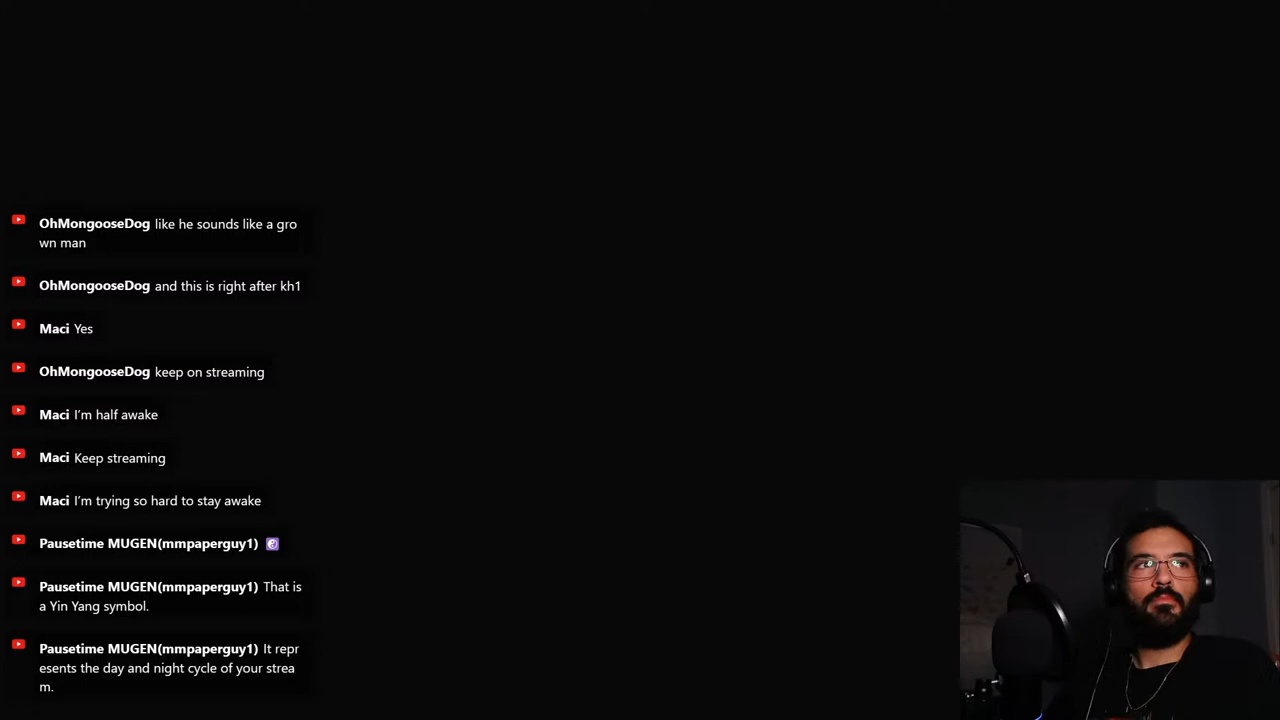 OhMongooseDog like he sounds like a gro
wn man
OhMongooseDog and this is right after kh1
Maci Yes
OhMongooseDog keep on streaming
Maci I'm half awake
Maci Keep streaming
Maci I'm trying so hard to stay awake
Pausetime MUGEN(mmpaperguy1) ☯
Pausetime MUGEN(mmpaperguy1) That is
a Yin Yang symbol.
Pausetime MUGEN(mmpaperguy1) It repr
esents the day and night cycle of your strea
m.